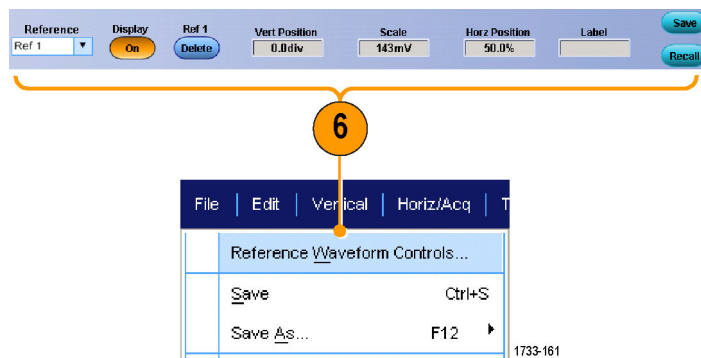 Reference Display Ref 1 Vert Position Scale Horz Position Label Save
Ref 1 On Delete 0.0div 143mV 50.0% Recall
6
File Edit Vertical Horiz/Acq T
Reference Waveform Controls...
Save Ctrl+S
Save As... F12
1733-161